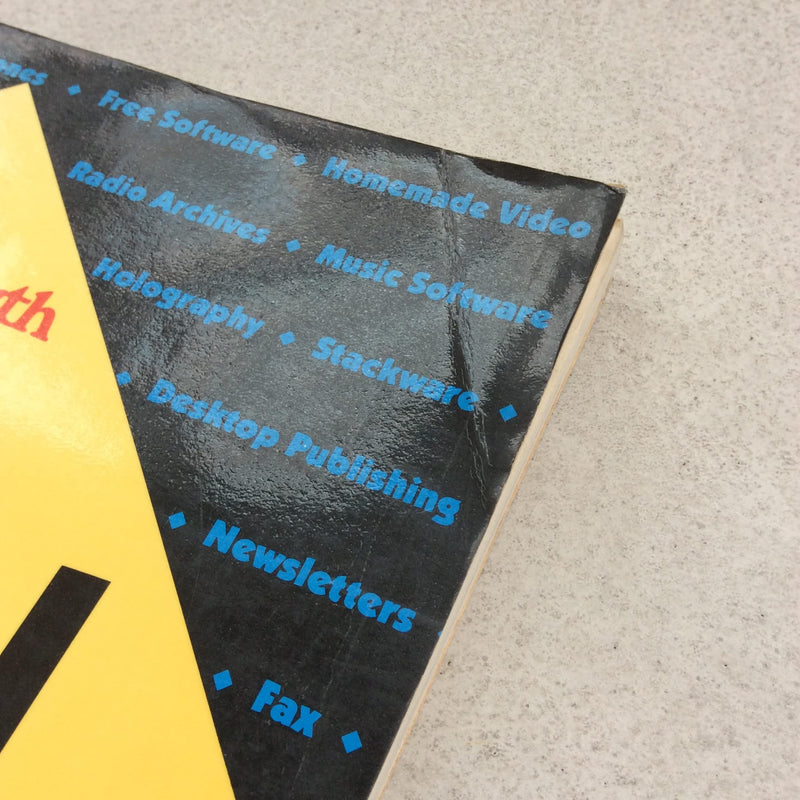 ◆ Free Software ◆ Homemade Video
Radio Archives ◆ Music Software
Holography ◆ Stackware ◆
◆ Desktop Publishing
◆ Newsletters
◆ Fax ◆